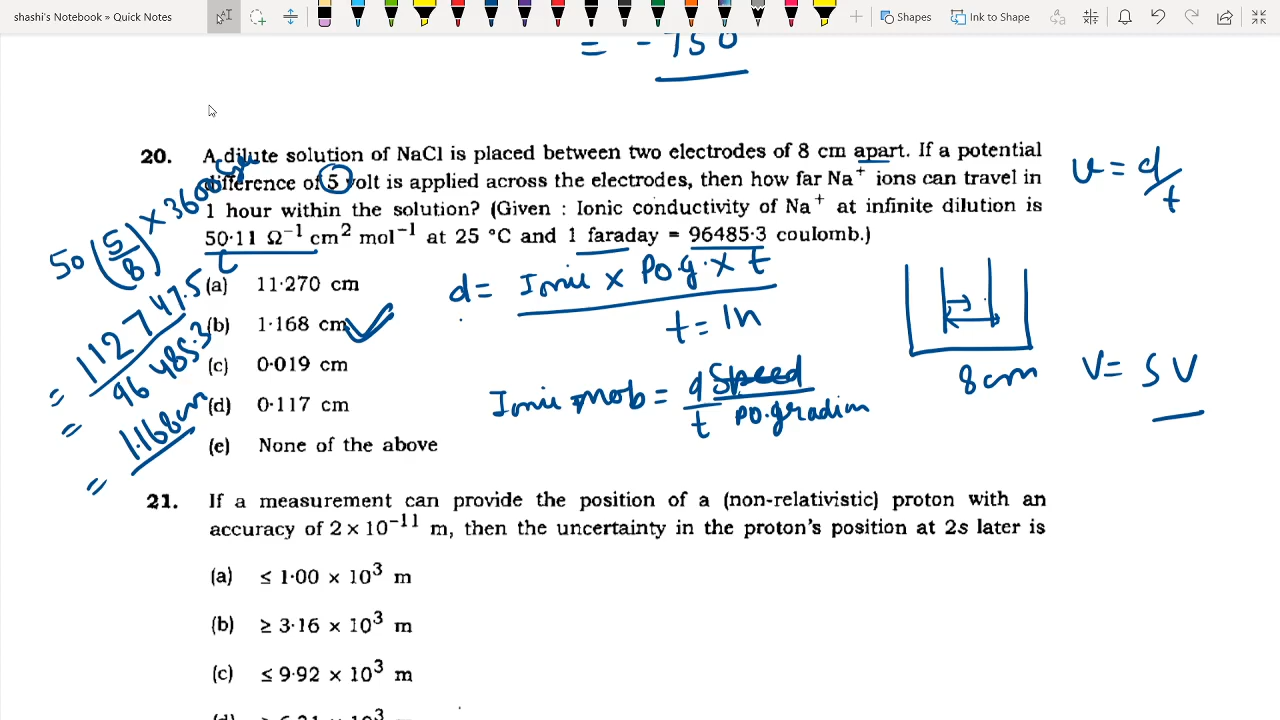 shashi's Notebook » Quick Notes
Shapes
Ink to Shape
= - 750
20. A dilute solution of NaCl is placed between two electrodes of 8 cm apart. If a potential
difference of 5 volt is applied across the electrodes, then how far Na⁺ ions can travel in
1 hour within the solution? (Given : Ionic conductivity of Na⁺ at infinite dilution is
50·11 Ω⁻¹ cm² mol⁻¹ at 25 °C and 1 faraday = 96485·3 coulomb.)
v = d/t
50 (5/8) × 3600
= 112747.5
96485.3
=
= 1.168cm
(a) 11·270 cm
(b) 1·168 cm
(c) 0·019 cm
(d) 0·117 cm
(e) None of the above
d = Ionic × Po.g. × t
t = 1h
Ionic mob = d Speed
t po.gradien
8cm
V = 5 V
21. If a measurement can provide the position of a (non-relativistic) proton with an
accuracy of 2 × 10⁻¹¹ m, then the uncertainty in the proton's position at 2s later is
(a) ≤ 1·00 × 10³ m
(b) ≥ 3·16 × 10³ m
(c) ≤ 9·92 × 10³ m